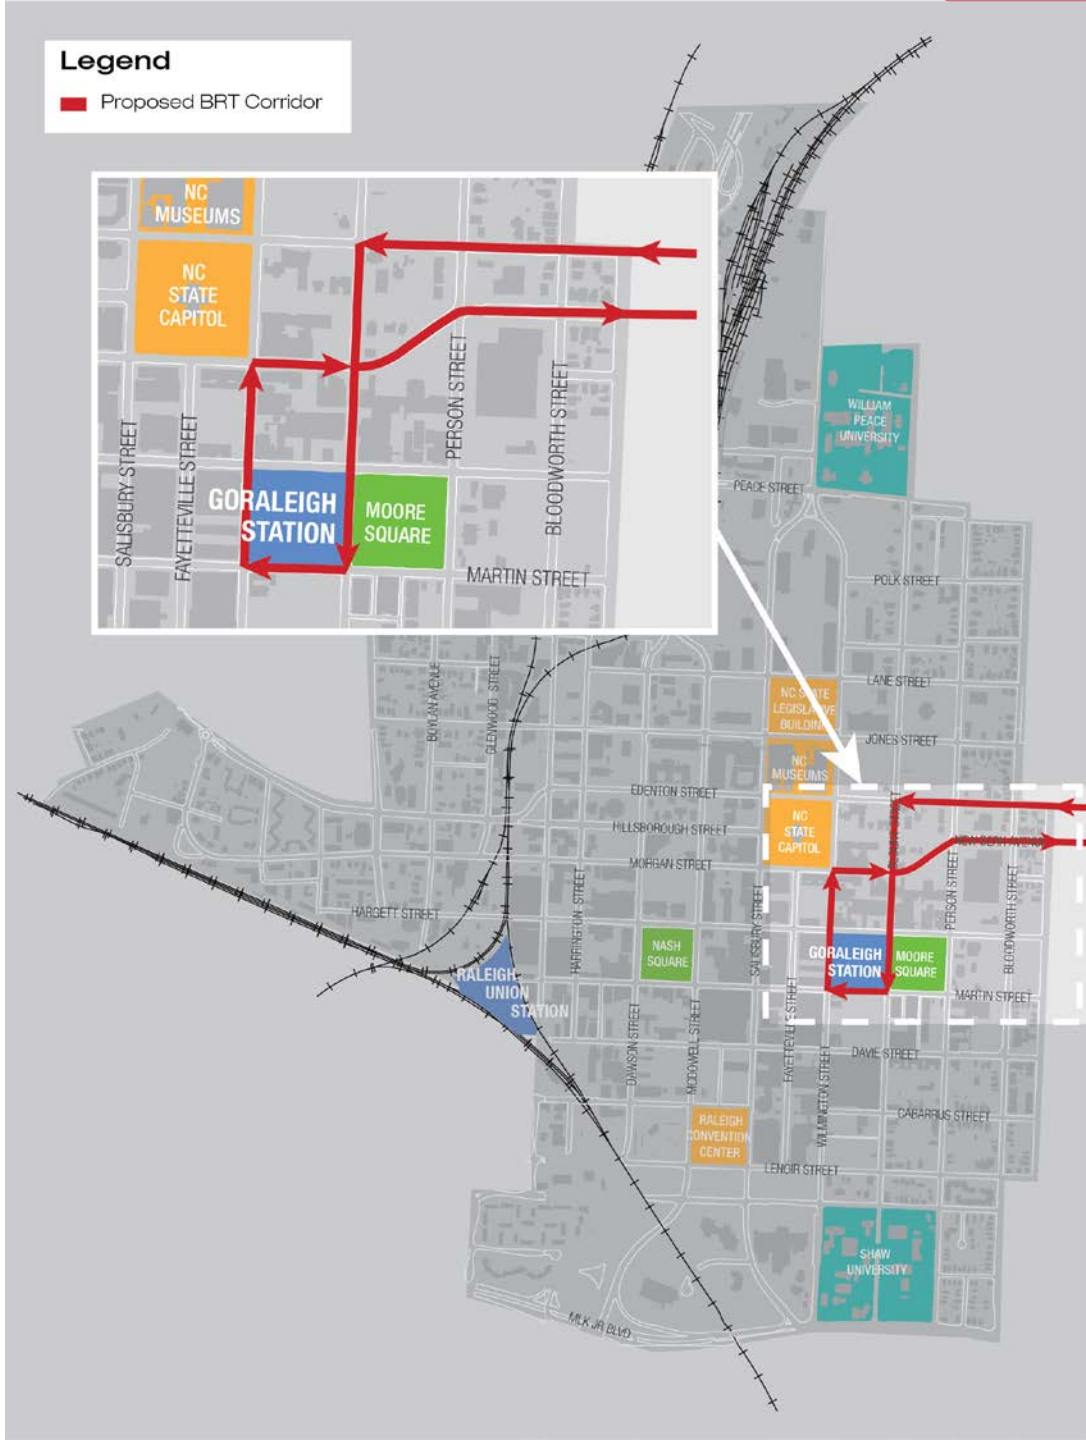 Legend
Proposed BRT Corridor
NC
MUSEUMS
NC
STATE
CAPITOL
SALISBURY STREET
FAYETTEVILLE STREET
GORALEIGH
STATION
MOORE
SQUARE
PERSON STREET
BLOODWORTH STREET
MARTIN STREET
WILLIAM
PEACE
UNIVERSITY
PEACE STREET
POLK STREET
BOYLAN AVENUE
GLENWOOD STREET
LANE STREET
NC STATE
LEGISLATIVE
BUILDING
JONES STREET
NC
MUSEUMS
EDENTON STREET
NC
STATE
CAPITOL
HILLSBOROUGH STREET
MORGAN STREET
HARGETT STREET
HARRINGTON STREET
SALISBURY STREET
PERSON STREET
BLOODWORTH STREET
NASH
SQUARE
GORALEIGH
STATION
MOORE
SQUARE
RALEIGH
UNION
STATION
MARTIN STREET
DAWSON STREET
MCDOWELL STREET
FAYETTEVILLE STREET
WILMINGTON STREET
DAVIE STREET
CABARRUS STREET
RALEIGH
CONVENTION
CENTER
LENOIR STREET
SHAW
UNIVERSITY
MLK JR BLVD